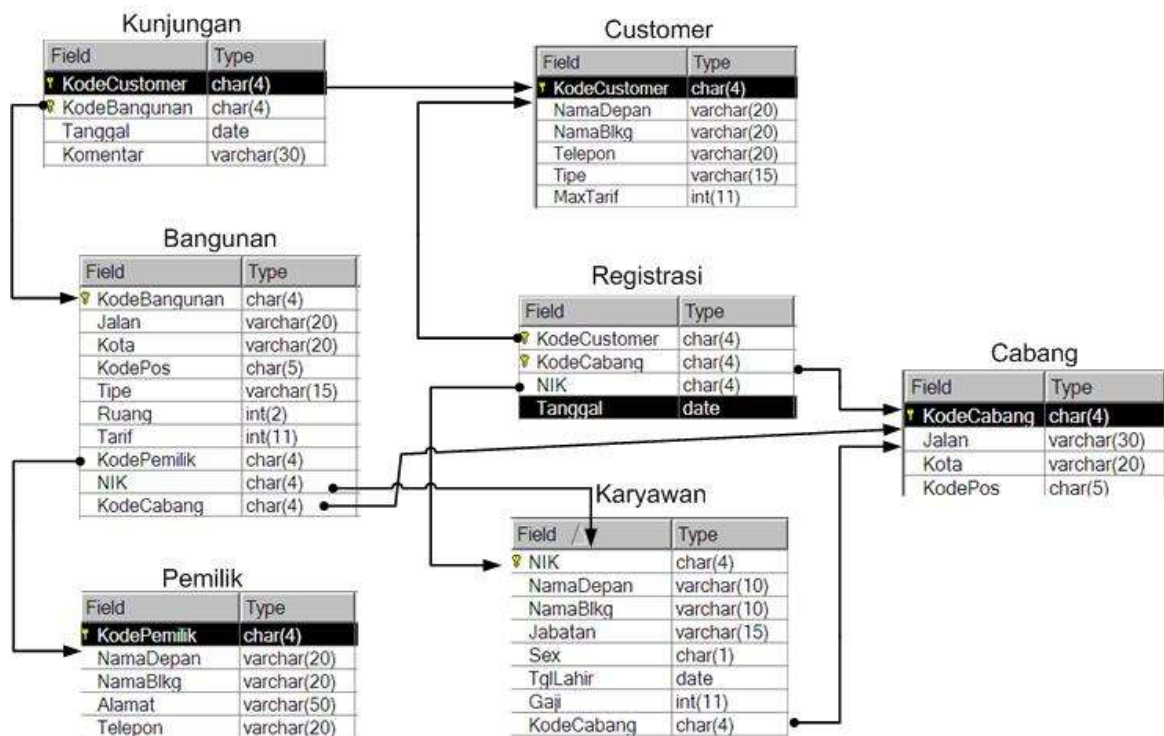 Kunjungan
Field Type
KodeCustomer char(4)
KodeBangunan char(4)
Tanggal date
Komentar varchar(30)
Customer
Field Type
KodeCustomer char(4)
NamaDepan varchar(20)
NamaBlkg varchar(20)
Telepon varchar(20)
Tipe varchar(15)
MaxTarif int(11)
Bangunan
Field Type
KodeBangunan char(4)
Jalan varchar(20)
Kota varchar(20)
KodePos char(5)
Tipe varchar(15)
Ruang int(2)
Tarif int(11)
KodePemilik char(4)
NIK char(4)
KodeCabang char(4)
Registrasi
Field Type
KodeCustomer char(4)
KodeCabang char(4)
NIK char(4)
Tanggal date
Cabang
Field Type
KodeCabang char(4)
Jalan varchar(30)
Kota varchar(20)
KodePos char(5)
Pemilik
Field Type
KodePemilik char(4)
NamaDepan varchar(20)
NamaBlkg varchar(20)
Alamat varchar(50)
Telepon varchar(20)
Karyawan
Field Type
NIK char(4)
NamaDepan varchar(10)
NamaBlkg varchar(10)
Jabatan varchar(15)
Sex char(1)
TglLahir date
Gaji int(11)
KodeCabang char(4)